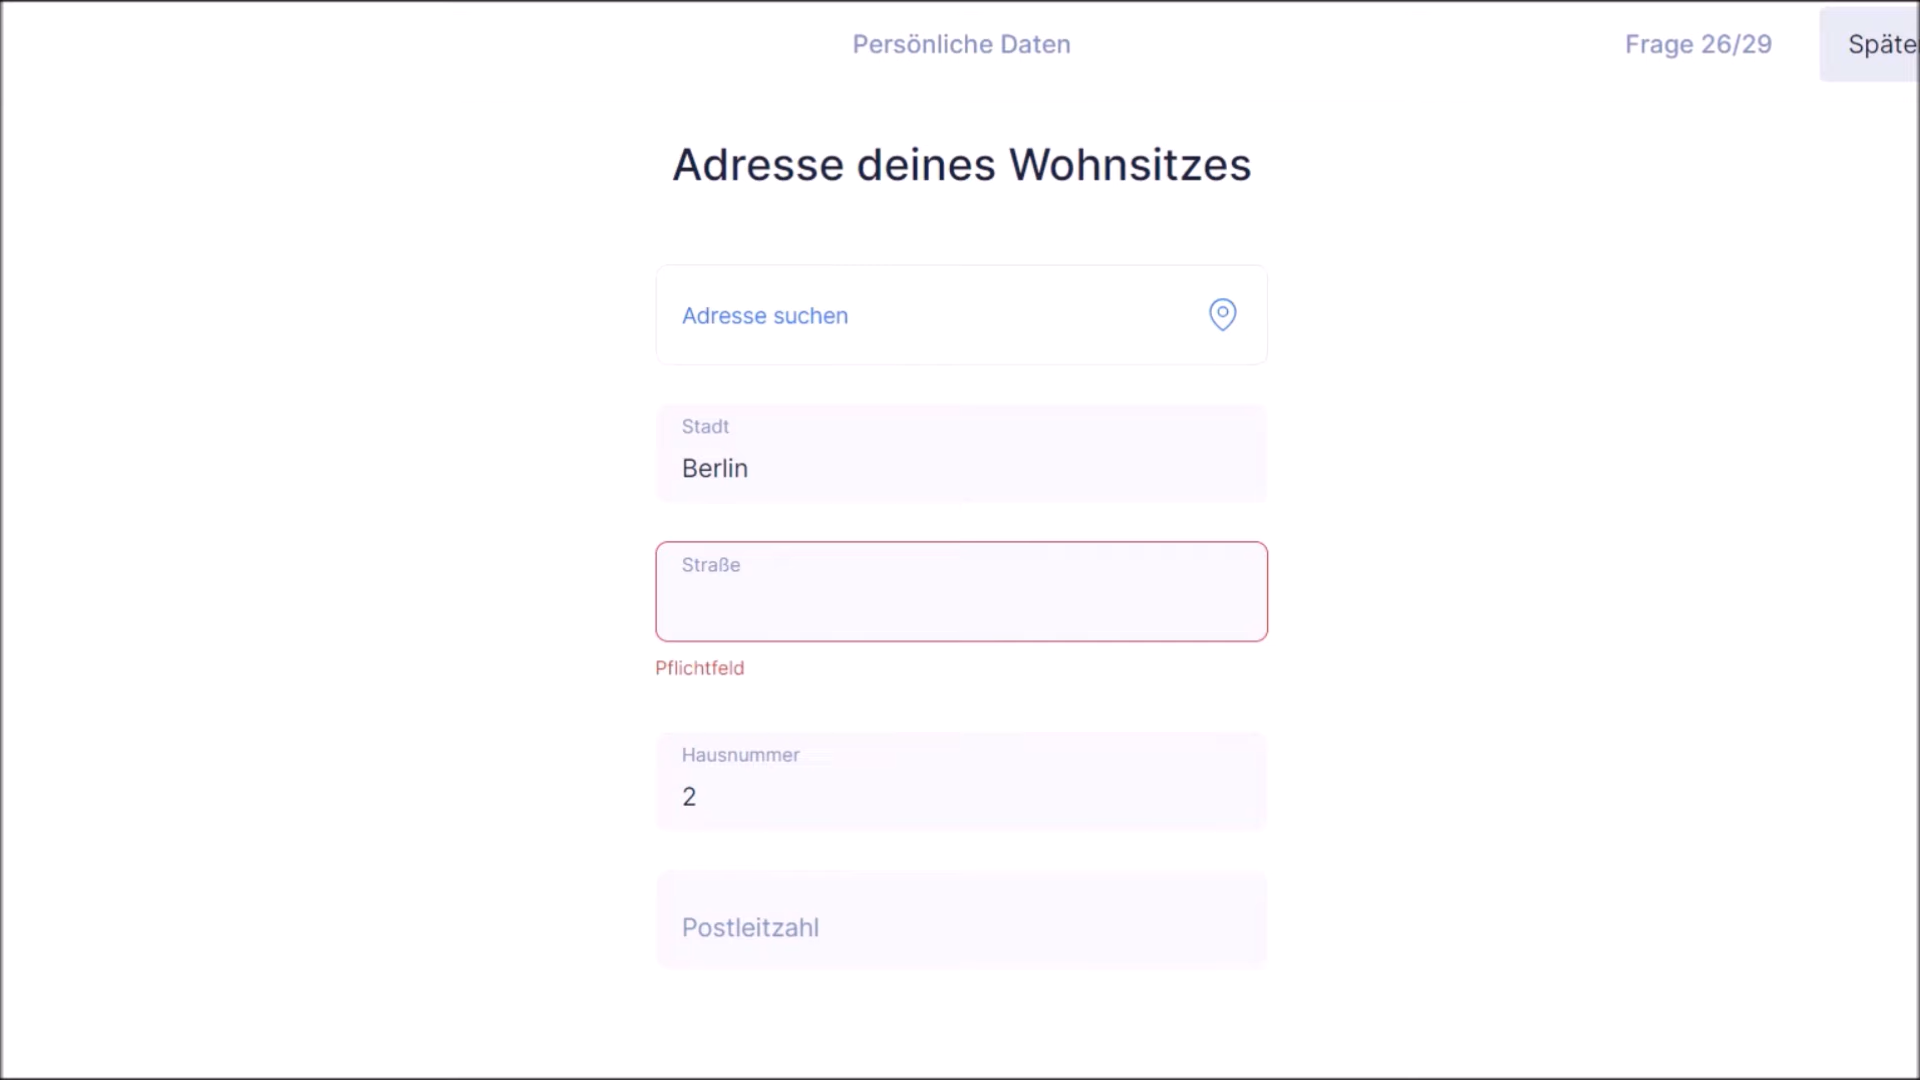 Persönliche Daten
Frage 26/29
Adresse deines Wohnsitzes
Adresse suchen
Stadt
Berlin
Straße
Pflichtfeld
Hausnummer
2
Postleitzahl